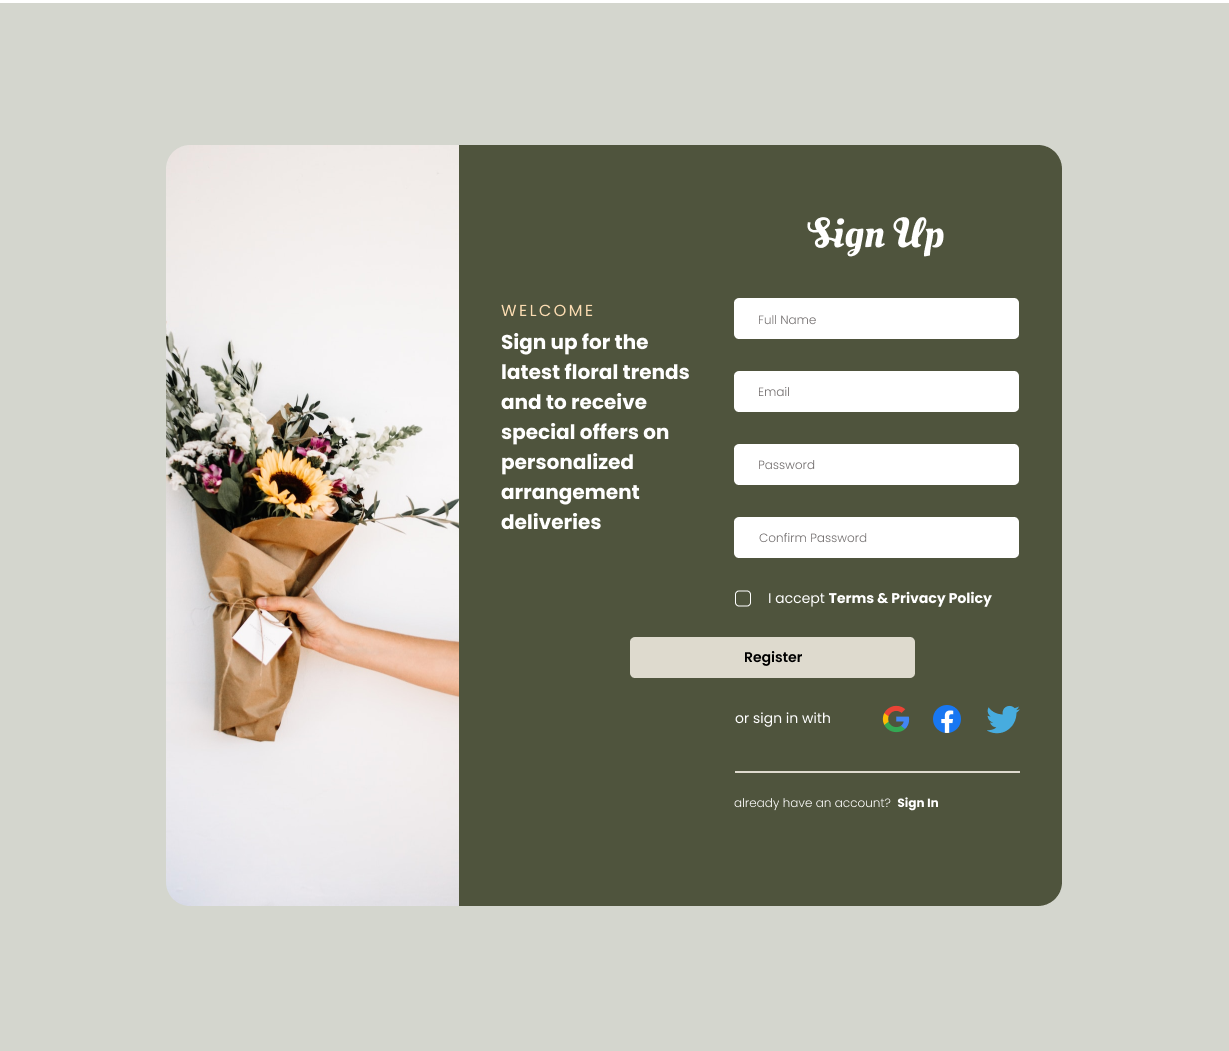 Sign Up
WELCOME
Sign up for the
latest floral trends
and to receive
special offers on
personalized
arrangement
deliveries
Full Name
Email
Password
Confirm Password
I accept Terms & Privacy Policy
Register
or sign in with
already have an account? Sign In